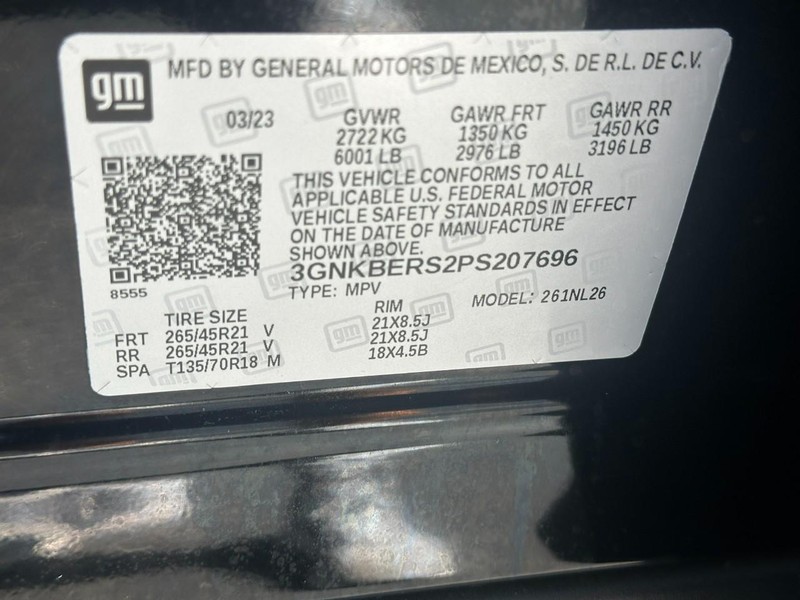 gm MFD BY GENERAL MOTORS DE MEXICO, S. DE R.L. DE C.V.
03/23 GVWR GAWR FRT GAWR RR
2722 KG 1350 KG 1450 KG
6001 LB 2976 LB 3196 LB
THIS VEHICLE CONFORMS TO ALL
APPLICABLE U.S. FEDERAL MOTOR
VEHICLE SAFETY STANDARDS IN EFFECT
ON THE DATE OF MANUFACTURE
SHOWN ABOVE.
3GNKBERS2PS207696
8555 TYPE: MPV MODEL: 261NL26
TIRE SIZE RIM
FRT 265/45R21 V 21X8.5J
RR 265/45R21 V 21X8.5J
SPA T135/70R18 M 18X4.5B